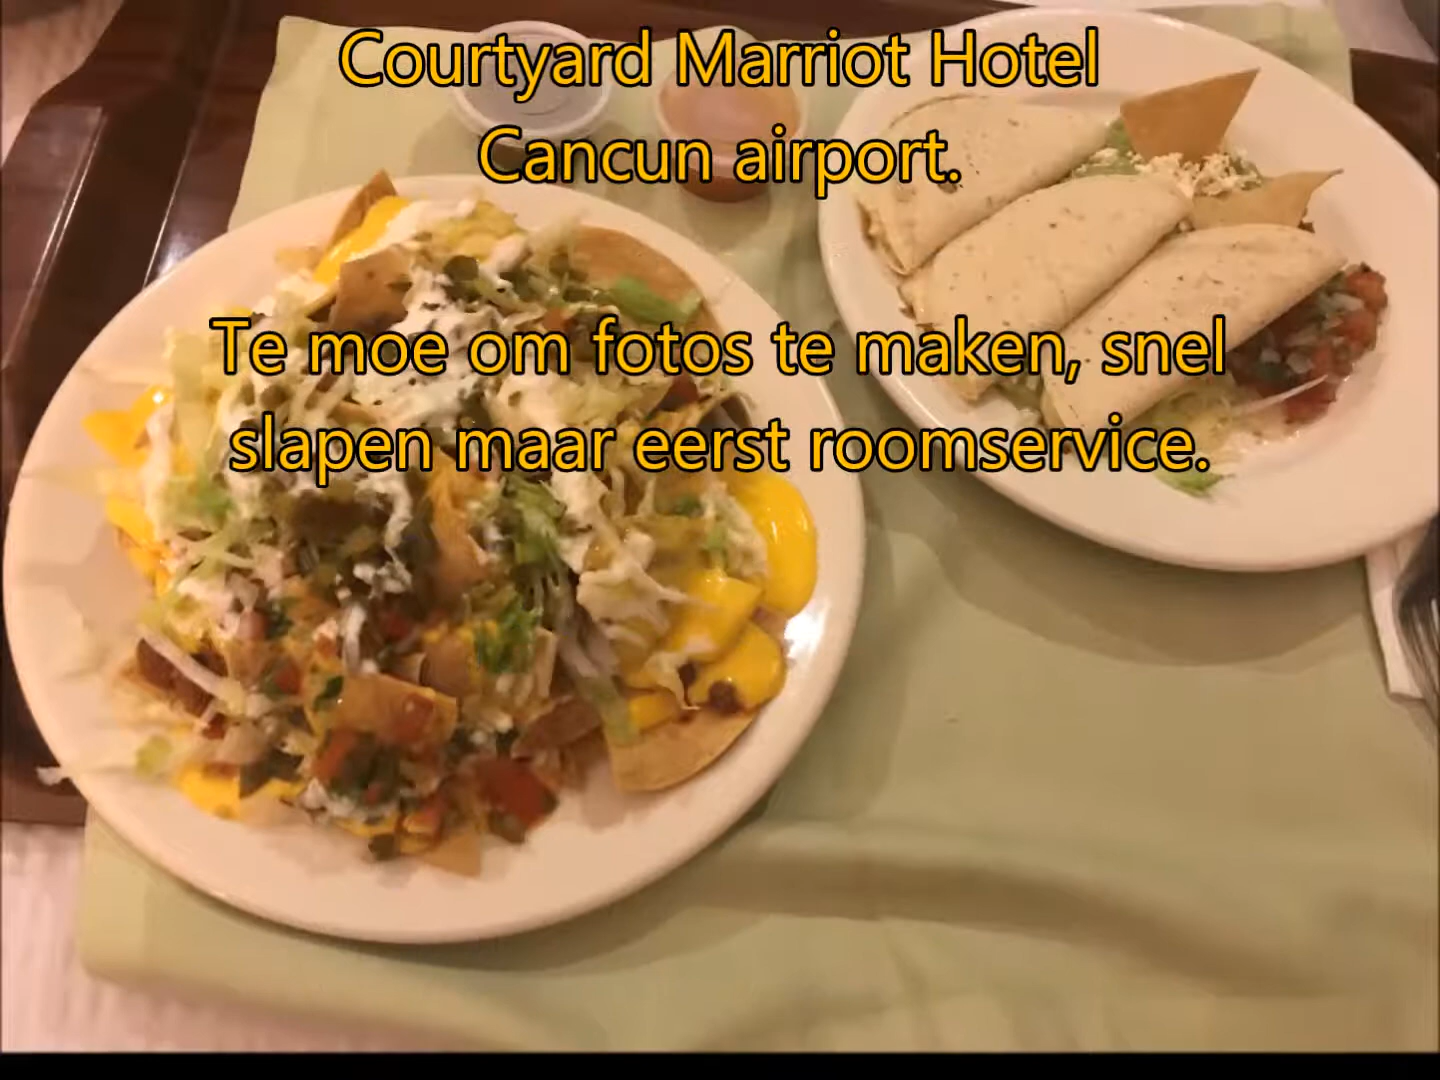 Courtyard Marriot Hotel
Cancun airport.
Te moe om fotos te maken, snel
slapen maar eerst roomservice.